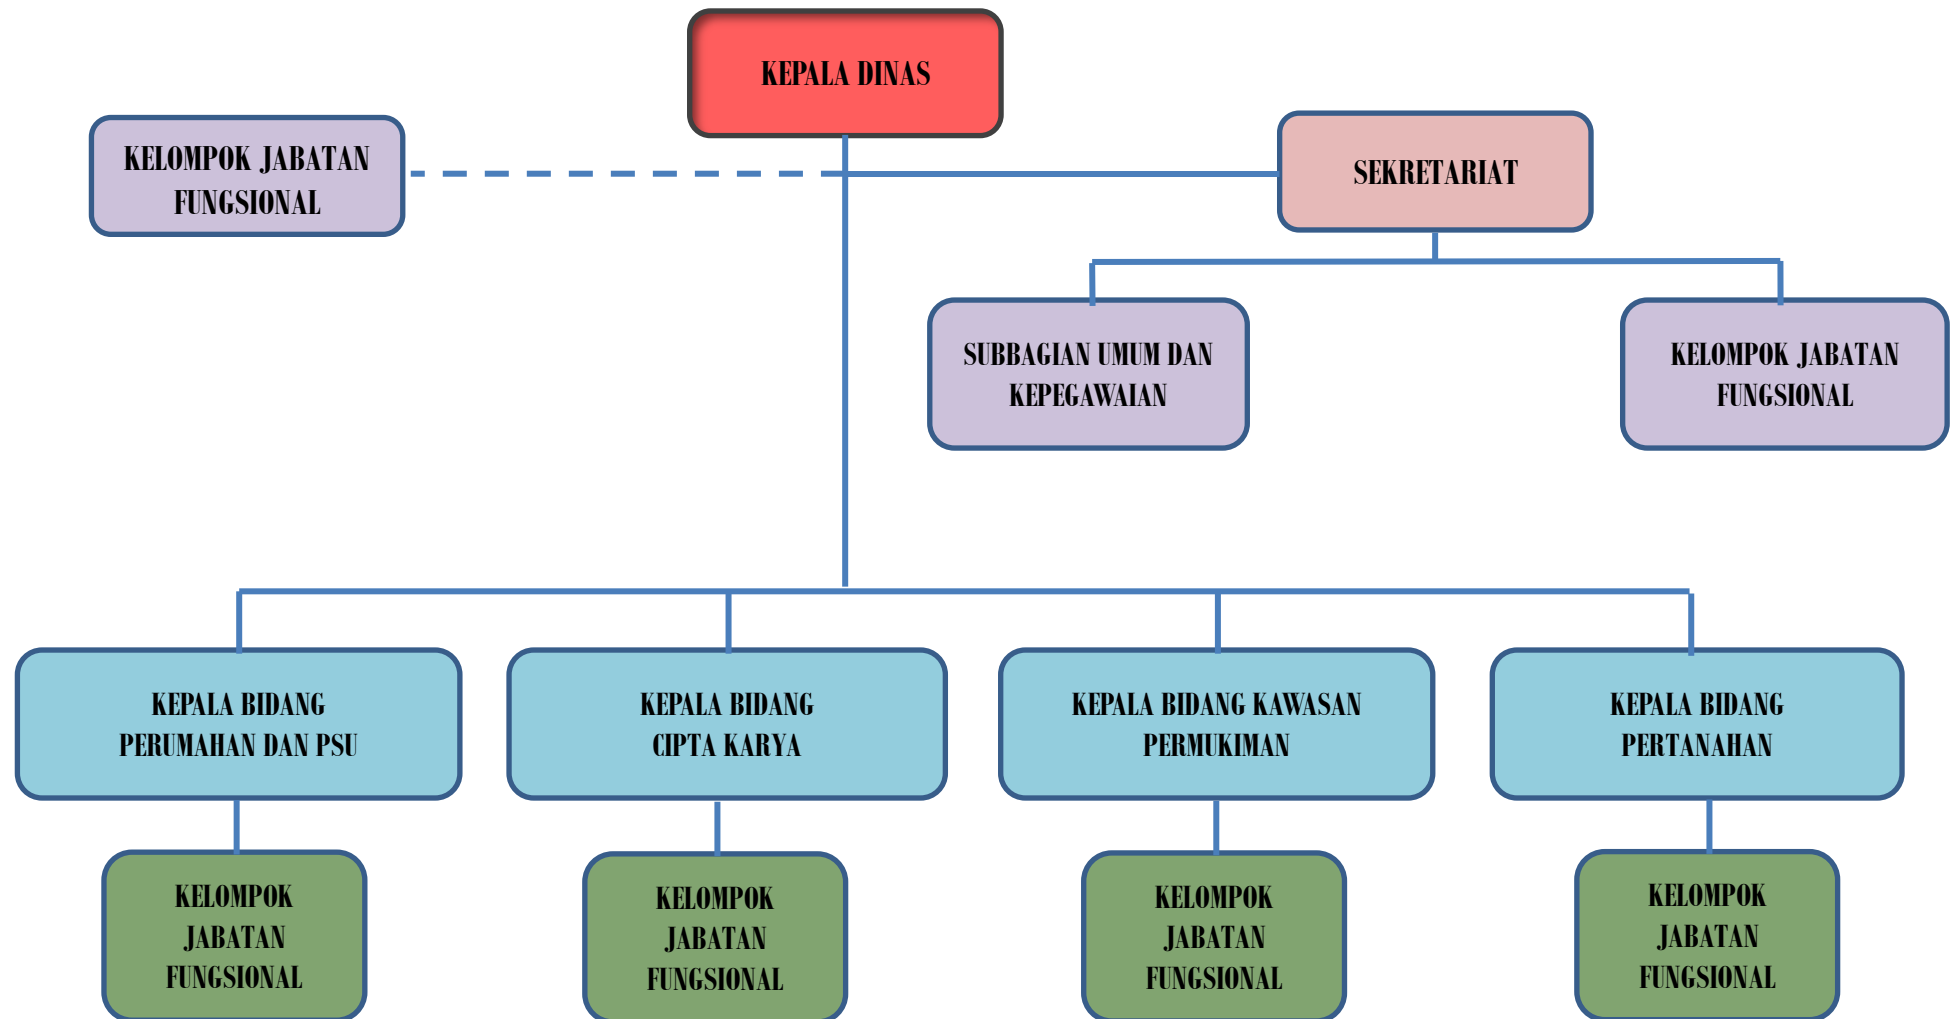 KEPALA DINAS
KELOMPOK JABATAN
FUNGSIONAL
SEKRETARIAT
SUBBAGIAN UMUM DAN
KEPEGAWAIAN
KELOMPOK JABATAN
FUNGSIONAL
KEPALA BIDANG
PERUMAHAN DAN PSU
KEPALA BIDANG
CIPTA KARYA
KEPALA BIDANG KAWASAN
PERMUKIMAN
KEPALA BIDANG
PERTANAHAN
KELOMPOK
JABATAN
FUNGSIONAL
KELOMPOK
JABATAN
FUNGSIONAL
KELOMPOK
JABATAN
FUNGSIONAL
KELOMPOK
JABATAN
FUNGSIONAL